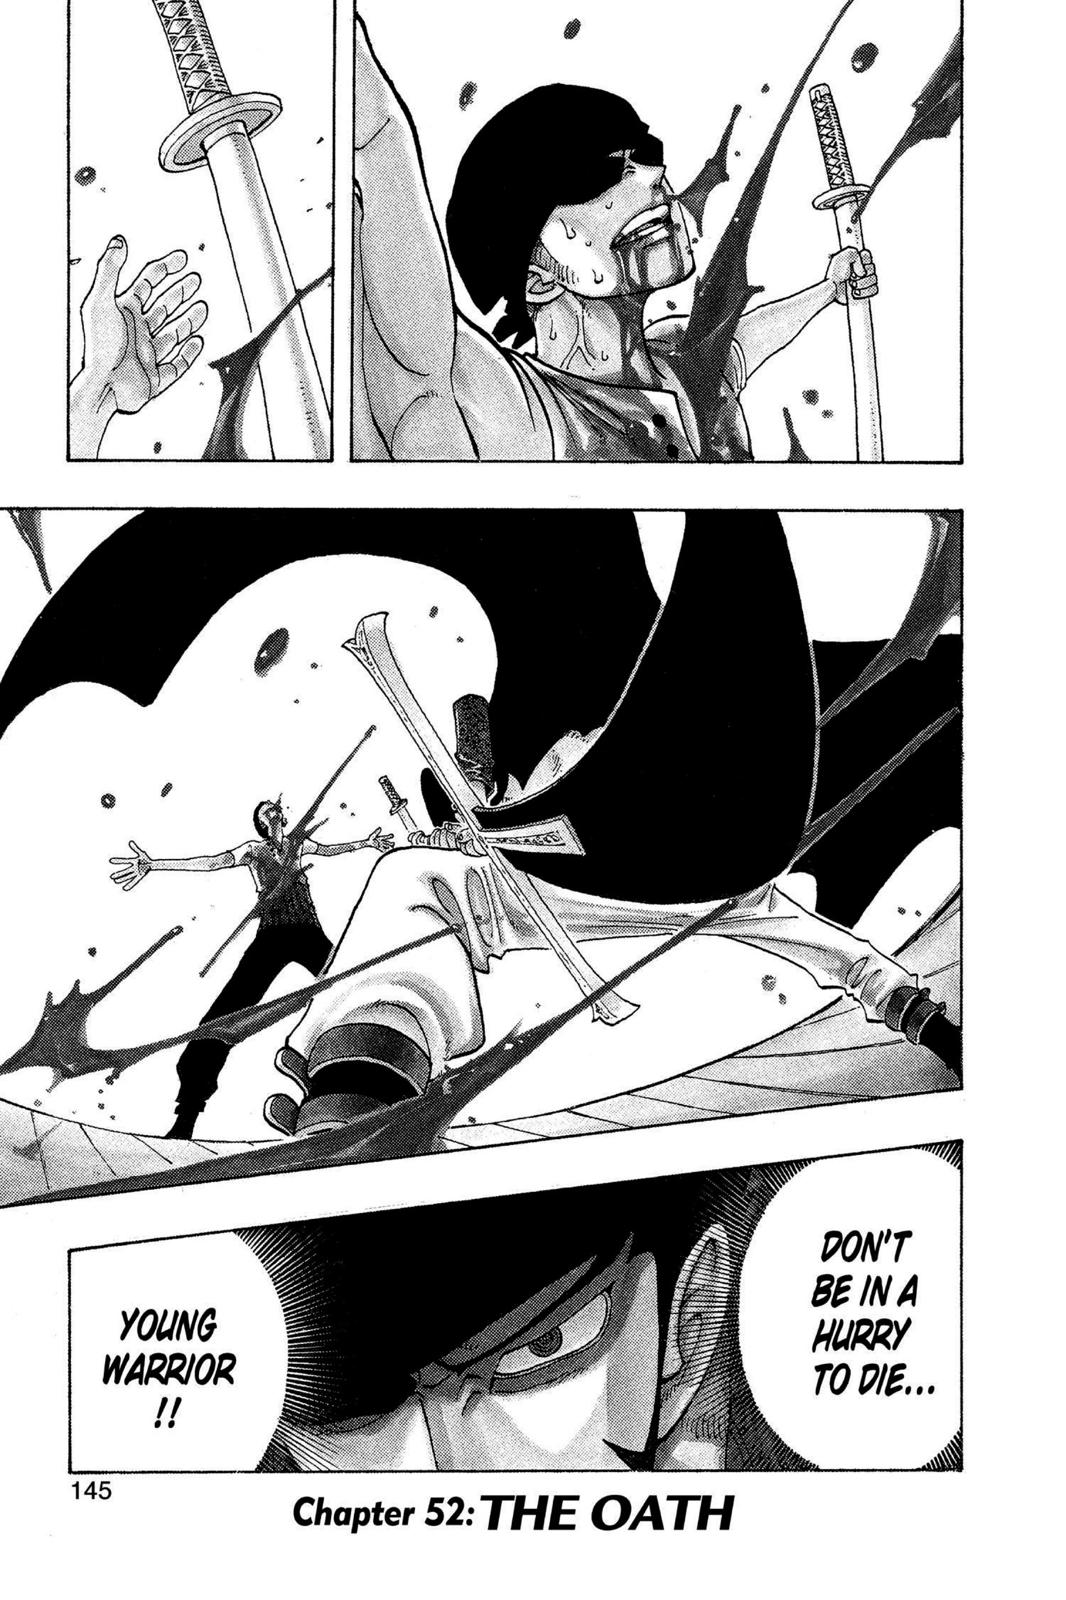 DON'T
BE IN A
HURRY
TO DIE...
YOUNG
WARRIOR
!!
145
Chapter 52: THE OATH